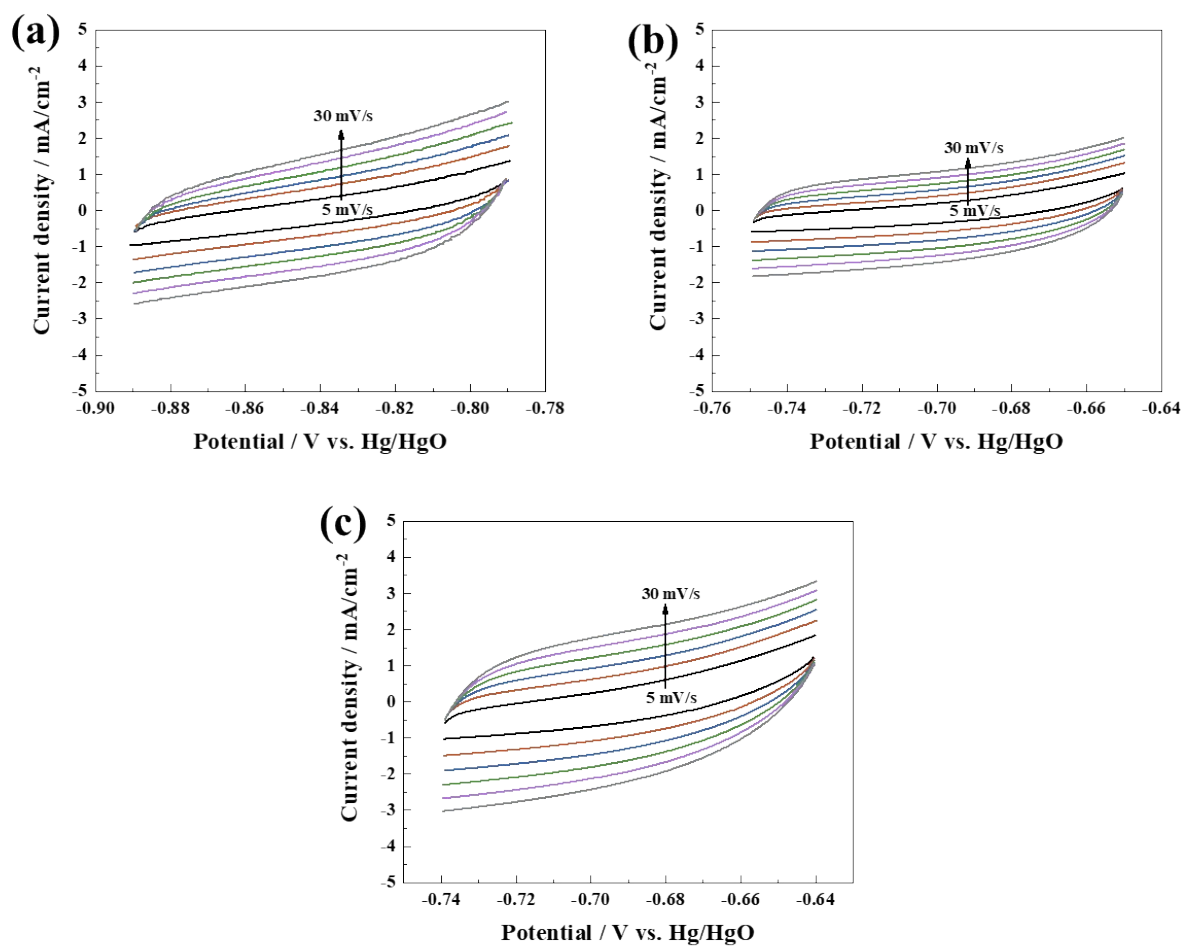 (a)
5
4
3
2
1
0
-1
-2
-3
-4
-5
Current density / mA/cm⁻²
30 mV/s
5 mV/s
-0.90 -0.88 -0.86 -0.84 -0.82 -0.80 -0.78
Potential / V vs. Hg/HgO
(b)
5
4
3
2
1
0
-1
-2
-3
-4
-5
Current density / mA/cm⁻²
30 mV/s
5 mV/s
-0.76 -0.74 -0.72 -0.70 -0.68 -0.66 -0.64
Potential / V vs. Hg/HgO
(c)
5
4
3
2
1
0
-1
-2
-3
-4
-5
Current density / mA/cm⁻²
30 mV/s
5 mV/s
-0.74 -0.72 -0.70 -0.68 -0.66 -0.64
Potential / V vs. Hg/HgO